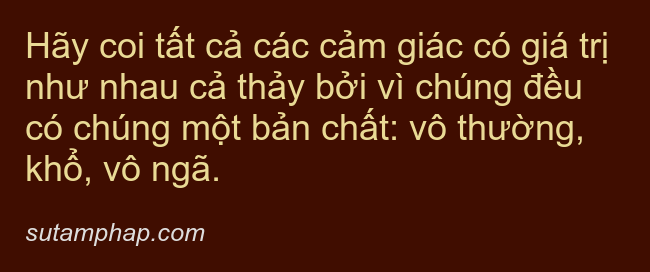 Hãy coi tất cả các cảm giác có giá trị
như nhau cả thảy bởi vì chúng đều
có chúng một bản chất: vô thường,
khổ, vô ngã.
sutamphap.com